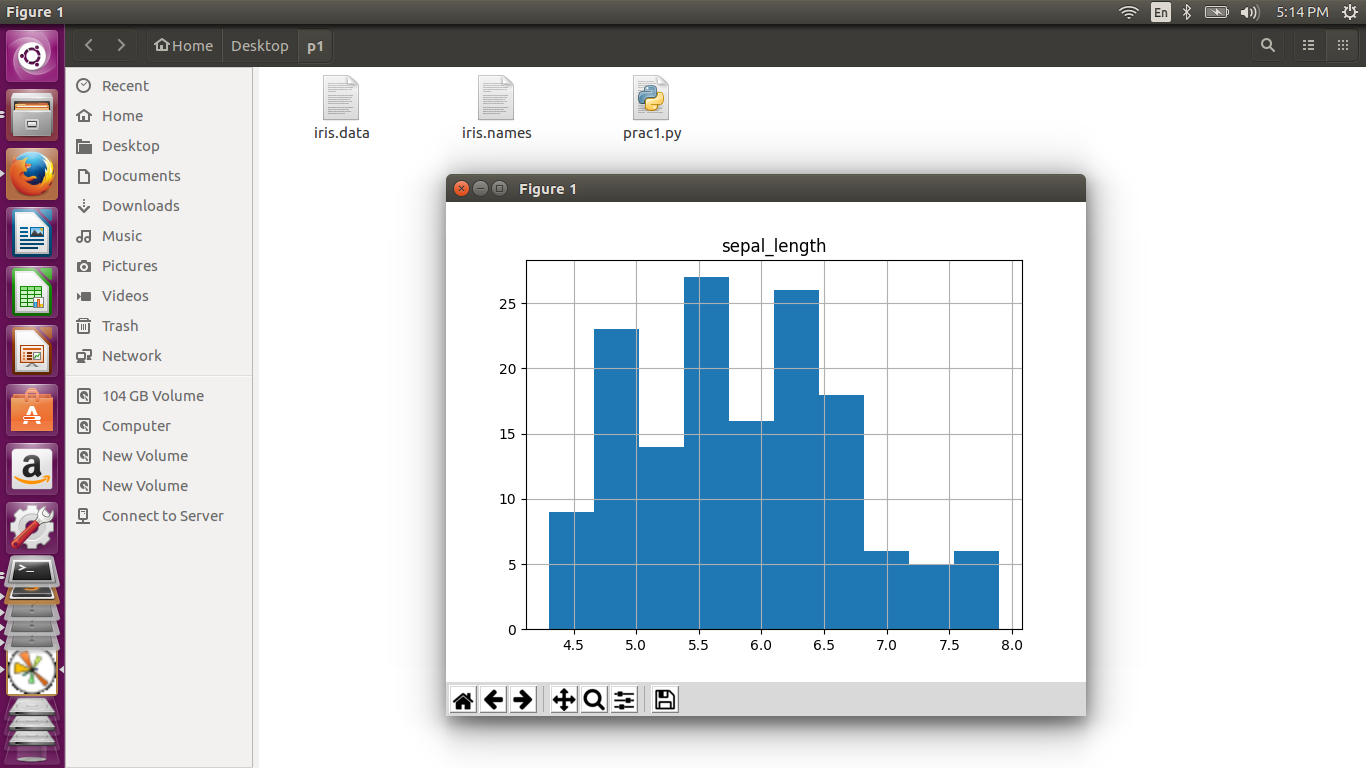 Figure 1
En
5:14 PM
Home
Desktop
p1
Recent
Home
Desktop
Documents
Downloads
Music
Pictures
Videos
Trash
Network
104 GB Volume
Computer
New Volume
New Volume
Connect to Server
iris.data
iris.names
prac1.py
Figure 1
sepal_length
25
20
15
10
5
0
4.5 5.0 5.5 6.0 6.5 7.0 7.5 8.0
A
a
>_